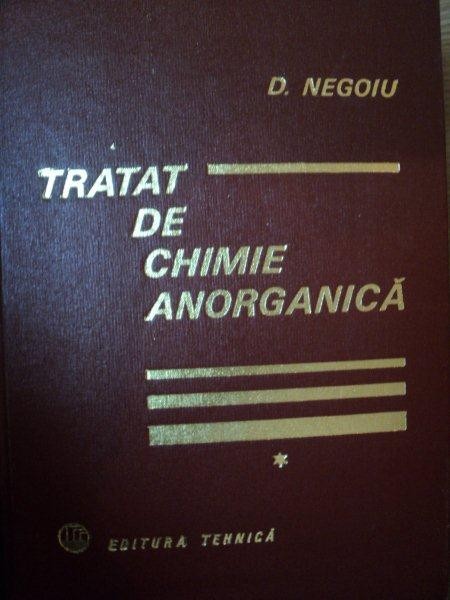 D. NEGOIU
TRATAT
DE
CHIMIE
ANORGANICĂ
*
EDITURA TEHNICĂ